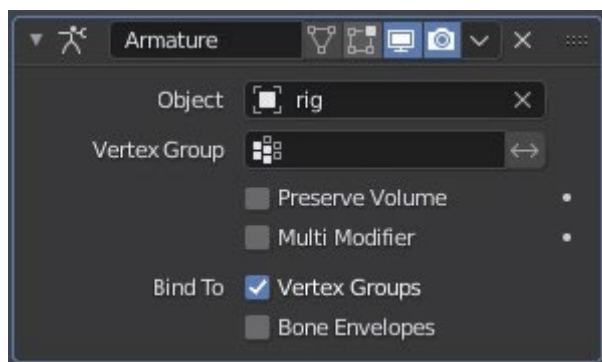 Armature
Object rig
Vertex Group
Preserve Volume
Multi Modifier
Bind To Vertex Groups
Bone Envelopes